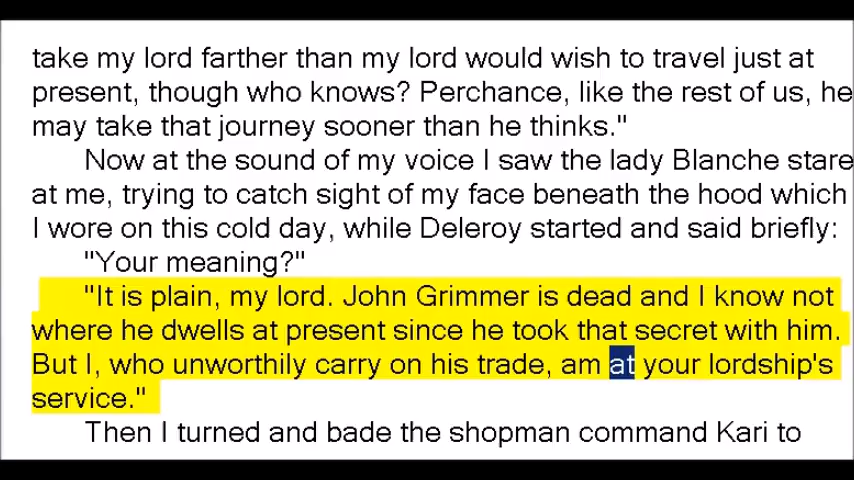 take my lord farther than my lord would wish to travel just at
present, though who knows? Perchance, like the rest of us, he
may take that journey sooner than he thinks."
Now at the sound of my voice I saw the lady Blanche stare
at me, trying to catch sight of my face beneath the hood which
I wore on this cold day, while Deleroy started and said briefly:
"Your meaning?"
"It is plain, my lord. John Grimmer is dead and I know not
where he dwells at present since he took that secret with him.
But I, who unworthily carry on his trade, am at your lordship's
service."
Then I turned and bade the shopman command Kari to